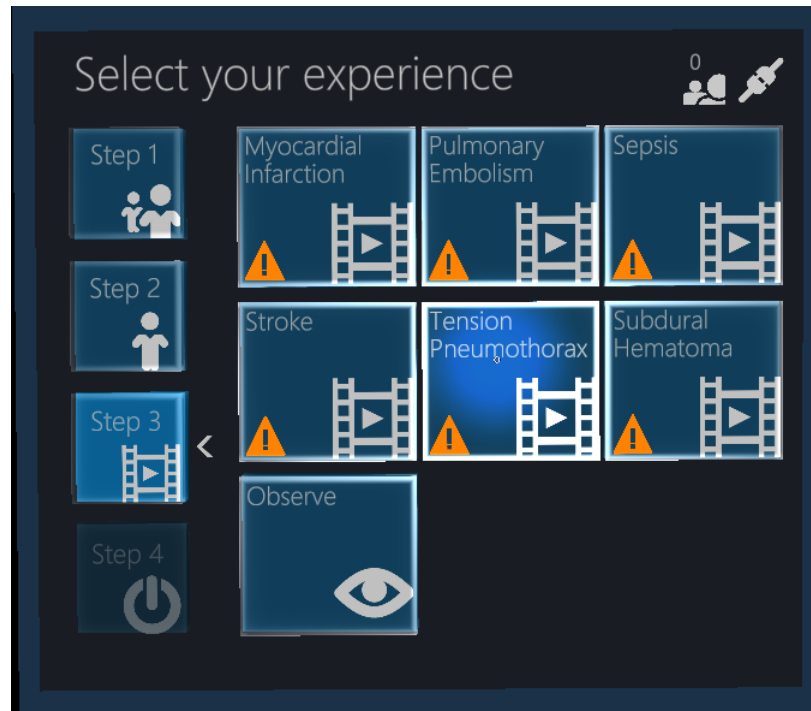 Select your experience
0
Step 1
Step 2
Step 3
Step 4
Myocardial
Infarction
Pulmonary
Embolism
Sepsis
Stroke
Tension
Pneumothorax
Subdural
Hematoma
Observe